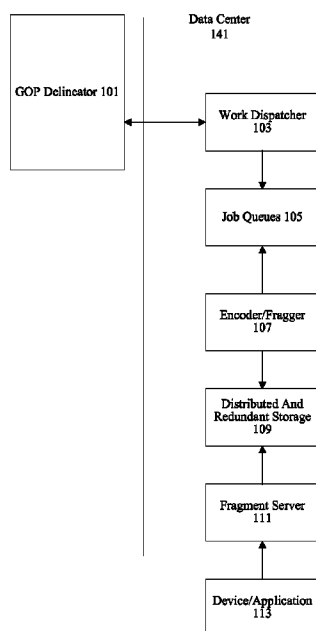 Data Center
141
GOP Delineator 101
Work Dispatcher
103
Job Queues 105
Encoder/Fragger
107
Distributed And
Redundant Storage
109
Fragment Server
111
Device/Application
113